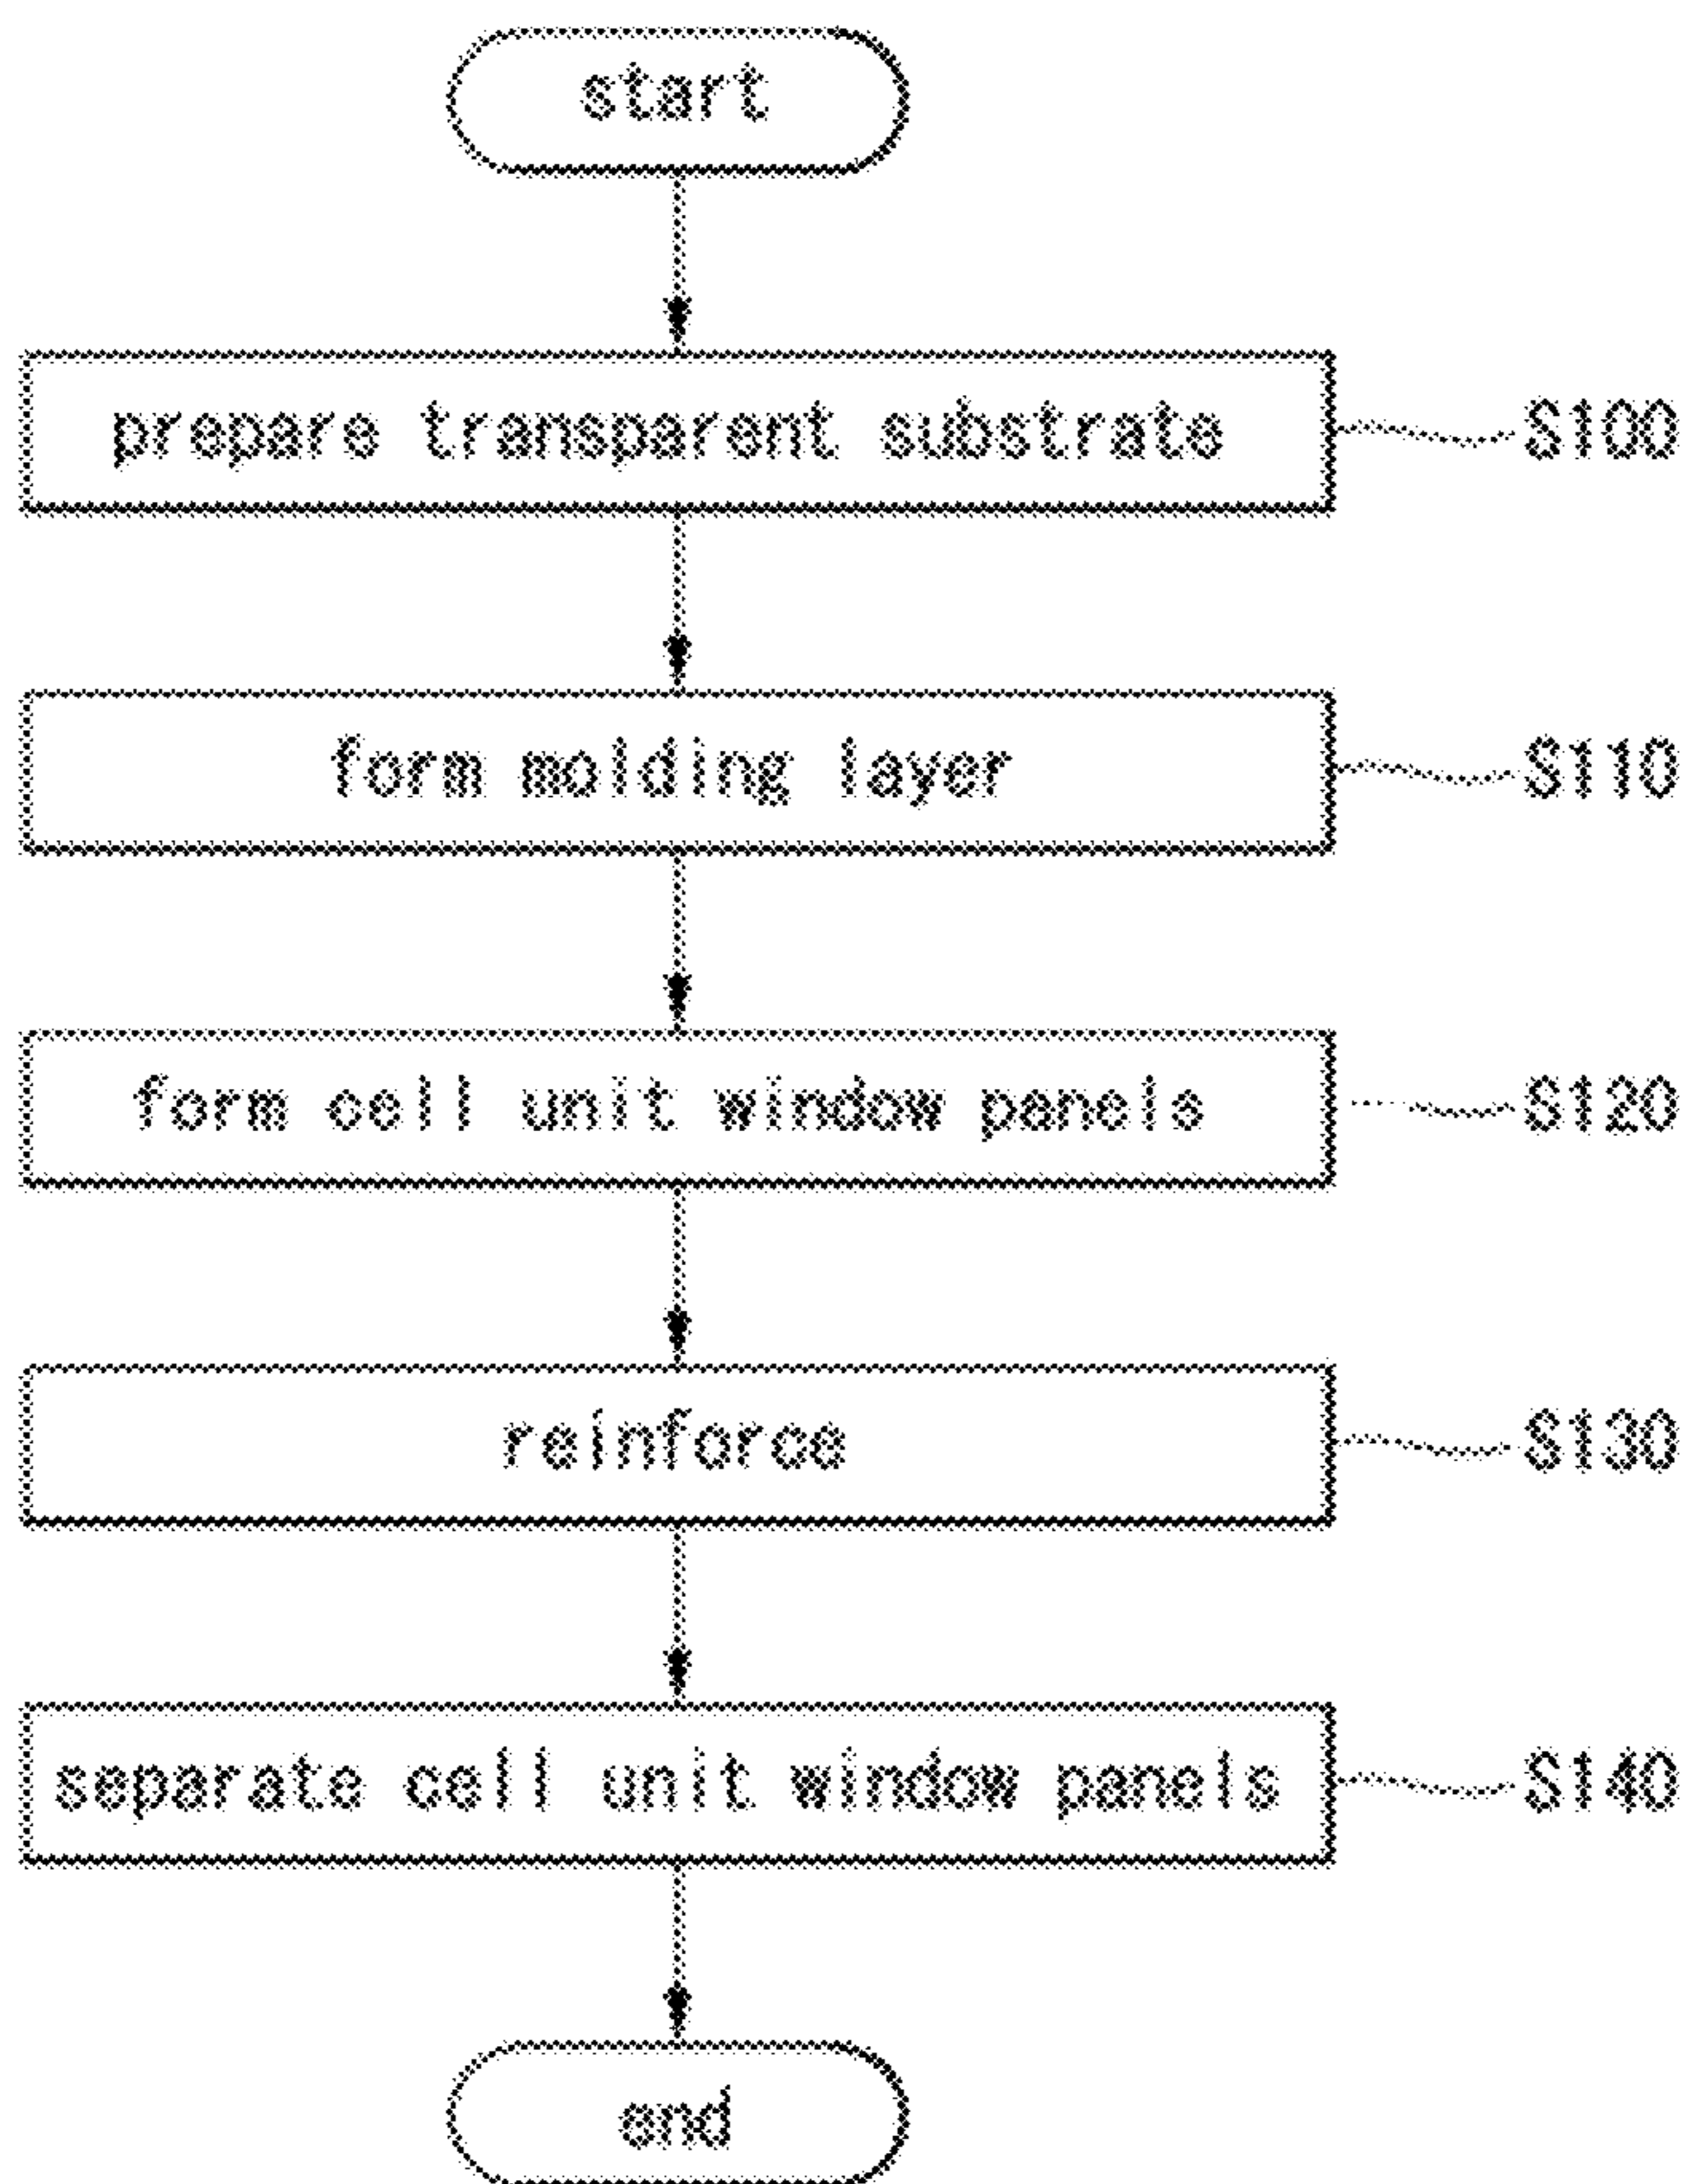 start
prepare transparent substrate S100
form molding layer S110
form cell unit window panels S120
reinforce S130
separate cell unit window panels S140
end